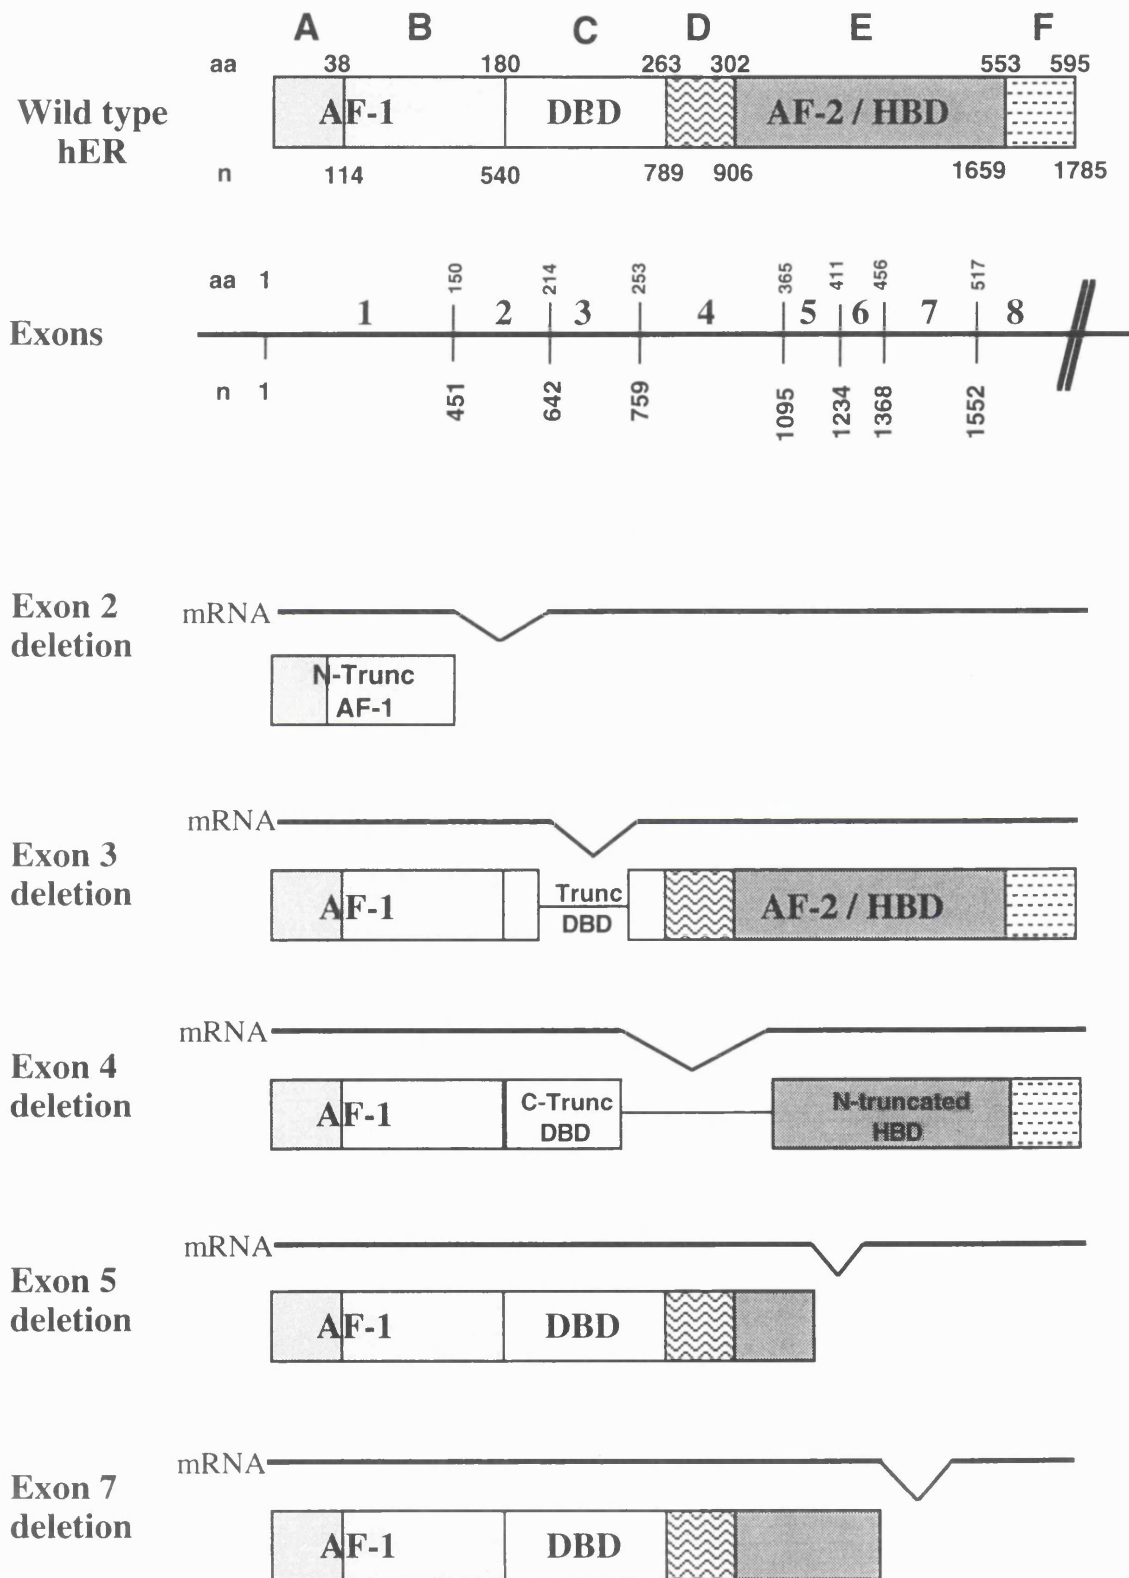 A B C D E F
aa 38 180 263 302 553 595
Wild type
hER
AF-1 DBD AF-2 / HBD
n 114 540 789 906 1659 1785
aa 1 150 214 253 365 411 456 517
Exons
1 2 3 4 5 6 7 8
n 1 451 642 759 1095 1234 1368 1552
Exon 2
deletion
mRNA
N-Trunc
AF-1
Exon 3
deletion
mRNA
AF-1 Trunc
DBD
AF-2 / HBD
Exon 4
deletion
mRNA
AF-1
C-Trunc
DBD
N-truncated
HBD
Exon 5
deletion
mRNA
AF-1 DBD
Exon 7
deletion
mRNA
AF-1 DBD